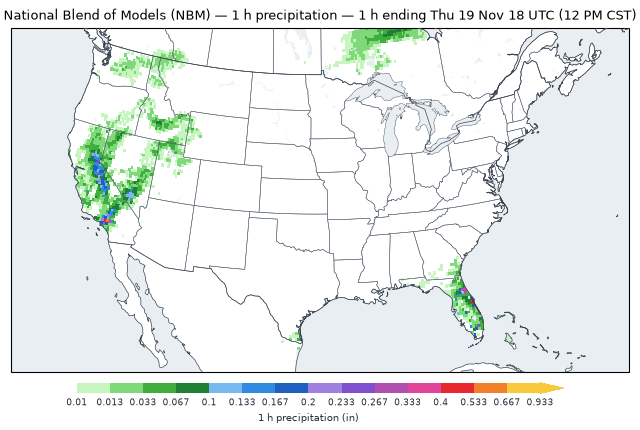 National Blend of Models (NBM) — 1 h precipitation — 1 h ending Thu 19 Nov 18 UTC (12 PM CST)
0.01 0.013 0.033 0.067 0.1 0.133 0.167 0.2 0.233 0.267 0.333 0.4 0.533 0.667 0.933
1 h precipitation (in)